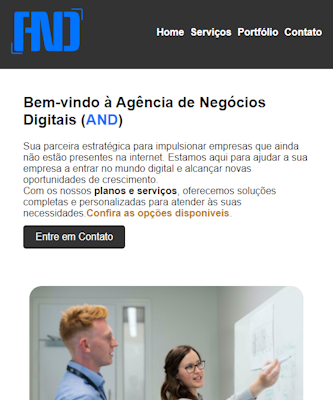 AND
Home Serviços Portfólio Contato
Bem-vindo à Agência de Negócios
Digitais (AND)
Sua parceira estratégica para impulsionar empresas que ainda
não estão presentes na internet. Estamos aqui para ajudar a sua
empresa a entrar no mundo digital e alcançar novas
oportunidades de crescimento.
Com os nossos planos e serviços, oferecemos soluções
completas e personalizadas para atender às suas
necessidades.Confira as opções disponíveis.
Entre em Contato